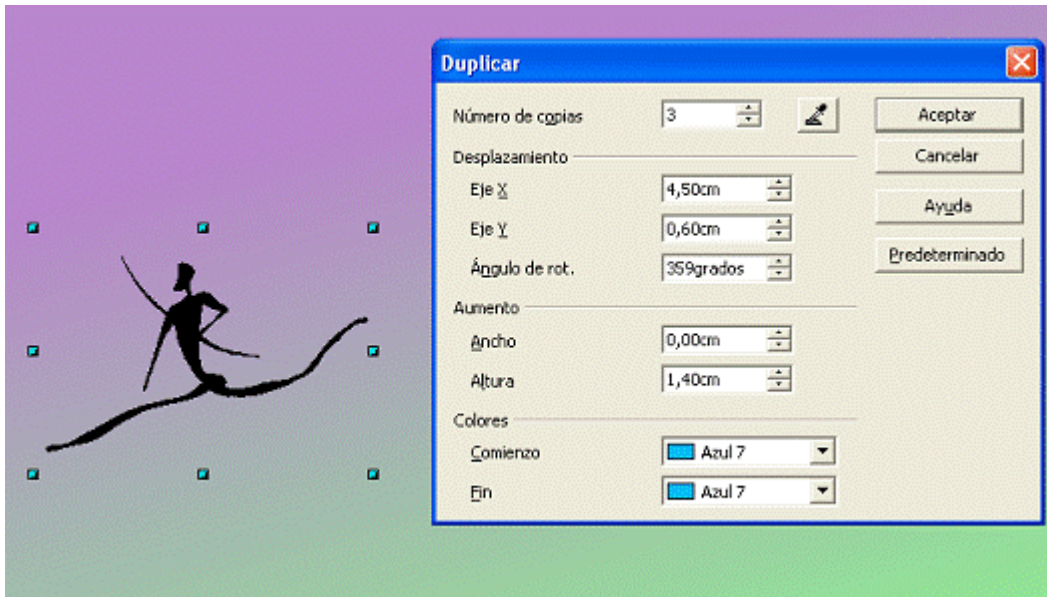 Duplicar
Número de copias 3 Aceptar
Desplazamiento Cancelar
Eje X 4,50cm
Ayuda
Eje Y 0,60cm
Predeterminado
Ángulo de rot. 359grados
Aumento
Ancho 0,00cm
Altura 1,40cm
Colores
Comienzo Azul 7
Fin Azul 7